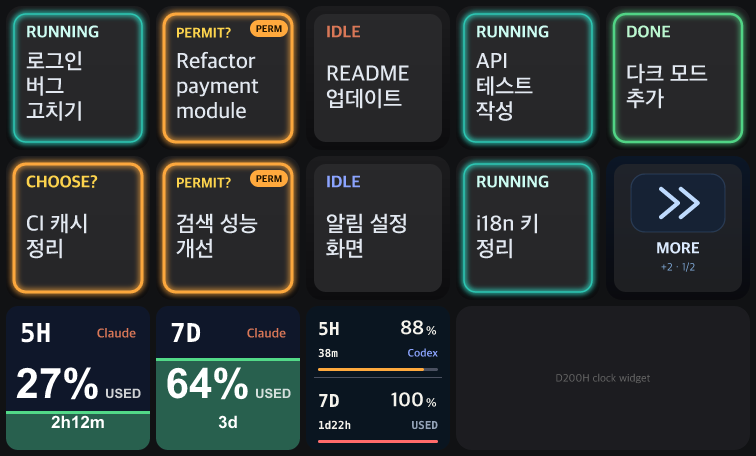 RUNNING
로그인
버그
고치기
PERMIT? PERM
Refactor
payment
module
IDLE
README
업데이트
RUNNING
API
테스트
작성
DONE
다크 모드
추가
CHOOSE?
CI 캐시
정리
PERMIT? PERM
검색 성능
개선
IDLE
알림 설정
화면
RUNNING
i18n 키
정리
MORE
+2 · 1/2
5H Claude
27% USED
2h12m
7D Claude
64% USED
3d
5H 88%
38m Codex
7D 100%
1d22h USED
D200H clock widget